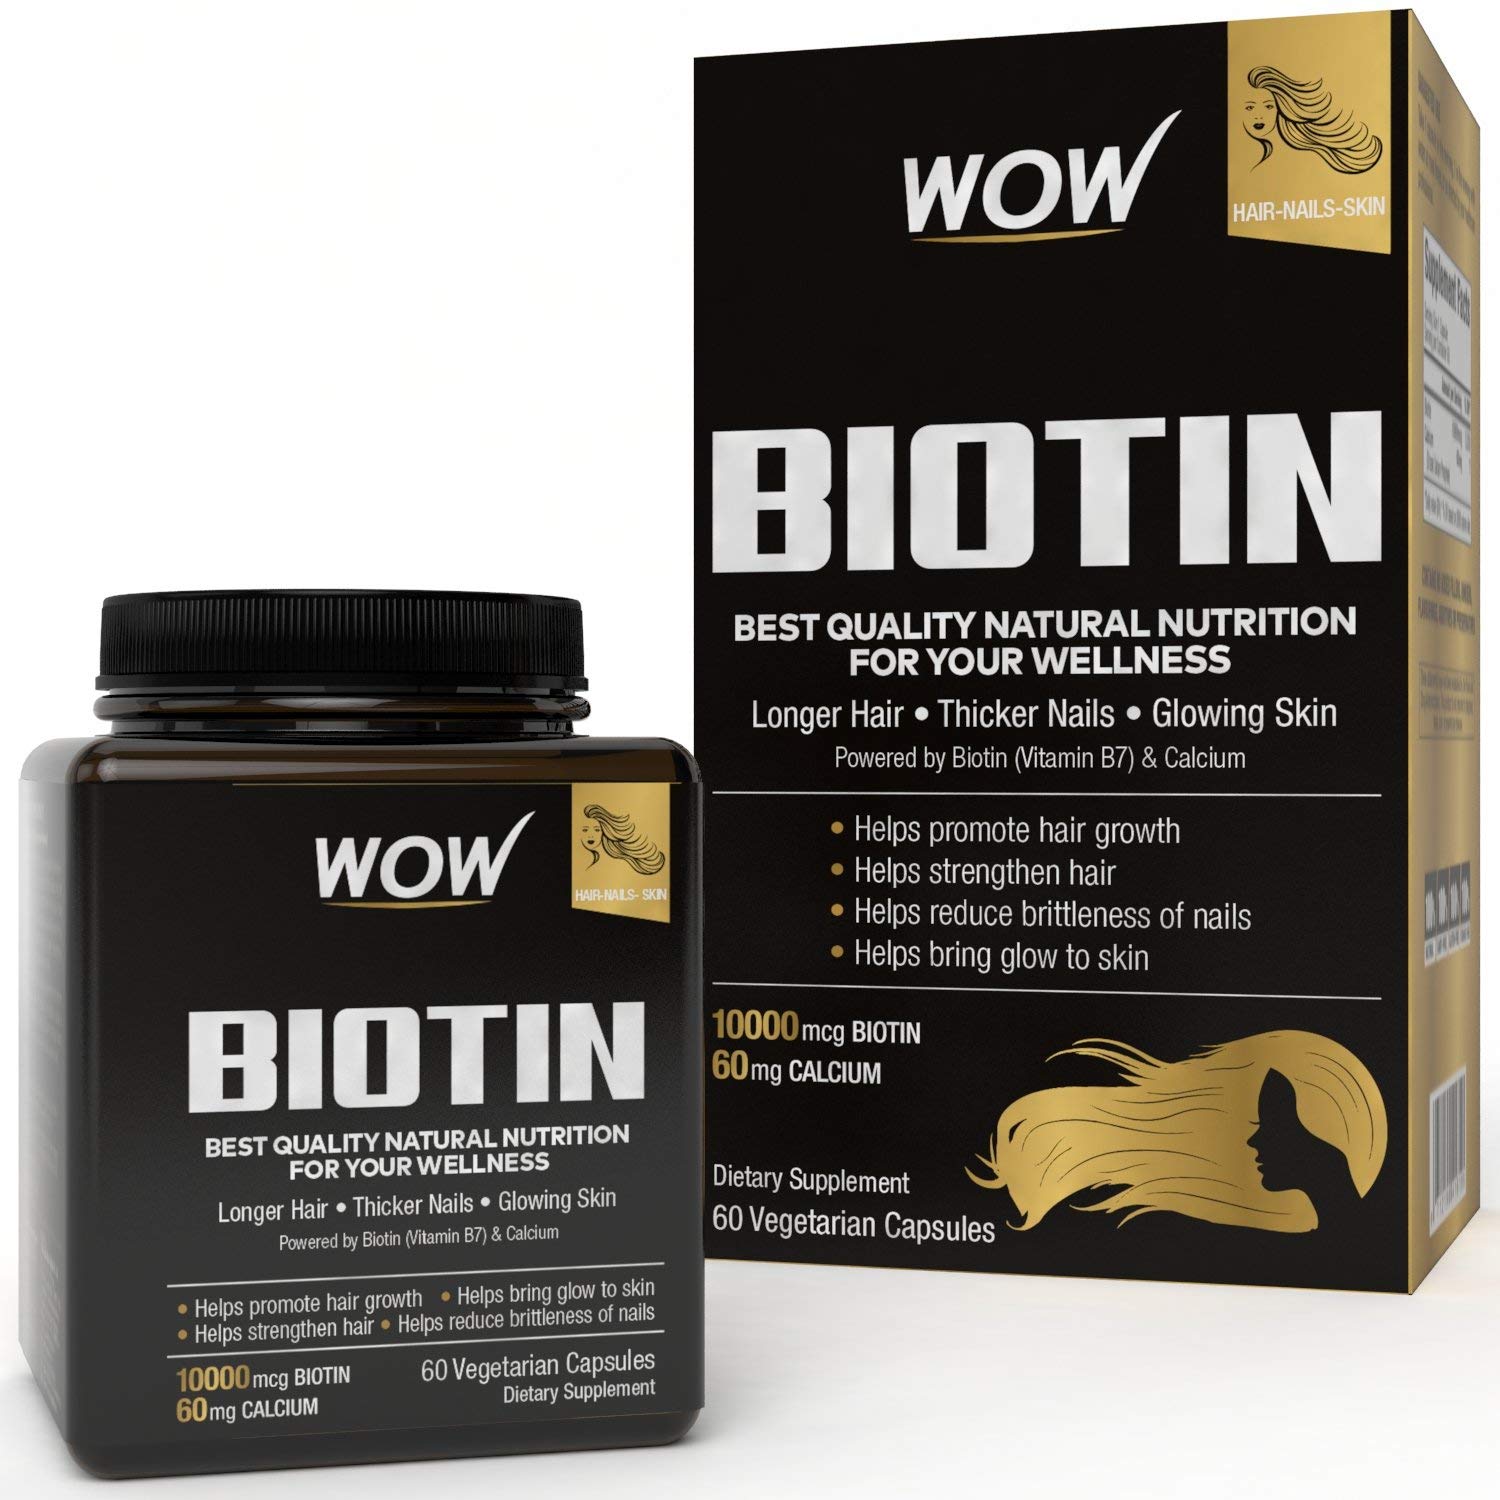 WOW
HAIR-NAILS-SKIN
BIOTIN
BEST QUALITY NATURAL NUTRITION
FOR YOUR WELLNESS
Longer Hair • Thicker Nails • Glowing Skin
Powered by Biotin (Vitamin B7) & Calcium
• Helps promote hair growth
• Helps strengthen hair
• Helps reduce brittleness of nails
• Helps bring glow to skin
10000mcg BIOTIN
60mg CALCIUM
Dietary Supplement
60 Vegetarian Capsules
Supplement Facts
WOW
HAIR-NAILS- SKIN
BIOTIN
BEST QUALITY NATURAL NUTRITION
FOR YOUR WELLNESS
Longer Hair • Thicker Nails • Glowing Skin
Powered by Biotin (Vitamin B7) & Calcium
• Helps promote hair growth • Helps bring glow to skin
• Helps strengthen hair • Helps reduce brittleness of nails
10000mcg BIOTIN
60mg CALCIUM
60 Vegetarian Capsules
Dietary Supplement